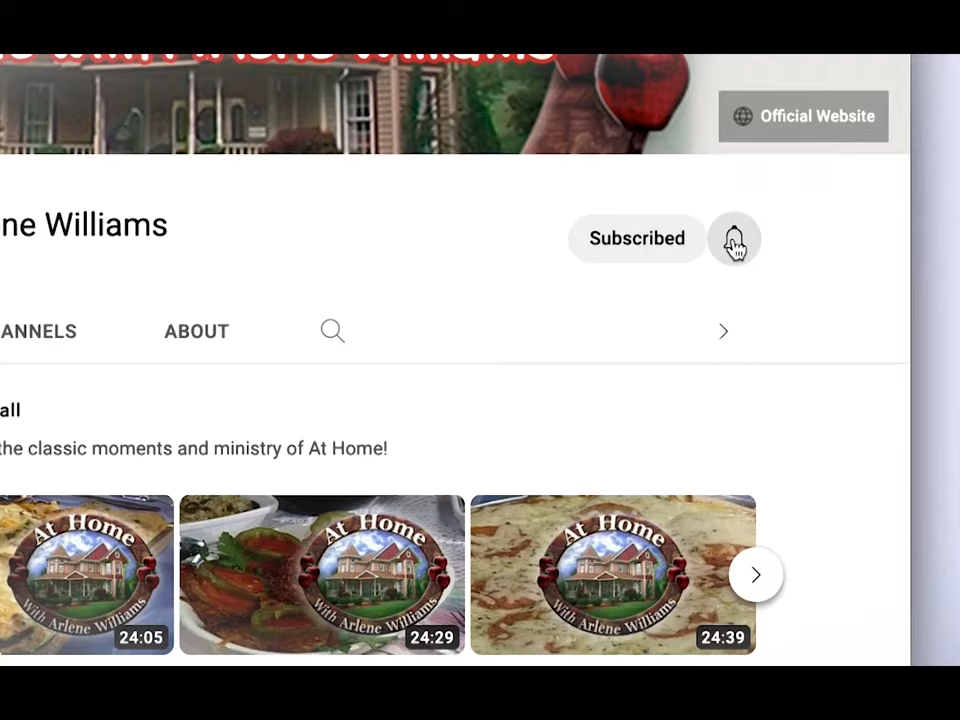 Official Website
ne Williams
Subscribed
ANNELS
ABOUT
all
the classic moments and ministry of At Home!
At Home
With Arlene Williams
24:05
At Home
With Arlene Williams
24:29
At Home
With Arlene Williams
24:39